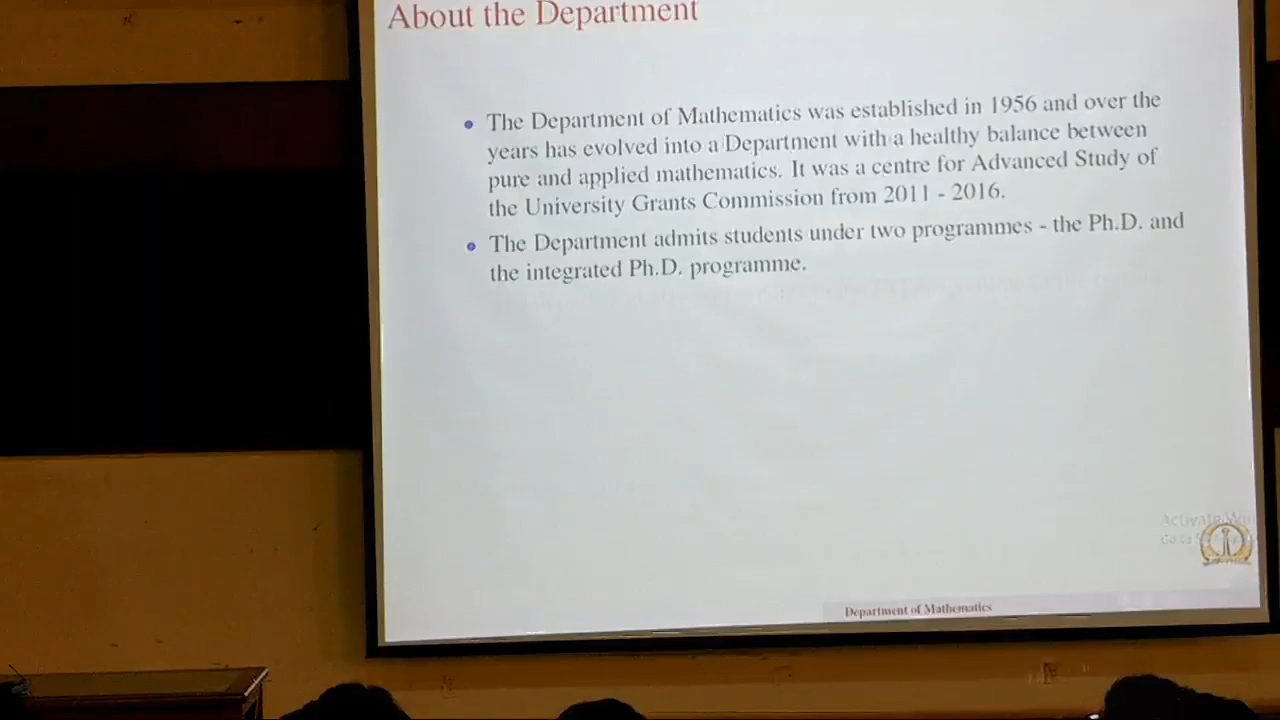 About the Department
The Department of Mathematics was established in 1956 and over the
years has evolved into a Department with a healthy balance between
pure and applied mathematics. It was a centre for Advanced Study of
the University Grants Commission from 2011 - 2016.
The Department admits students under two programmes - the Ph.D. and
the integrated Ph.D. programme.
Activate
Go to
Department of Mathematics